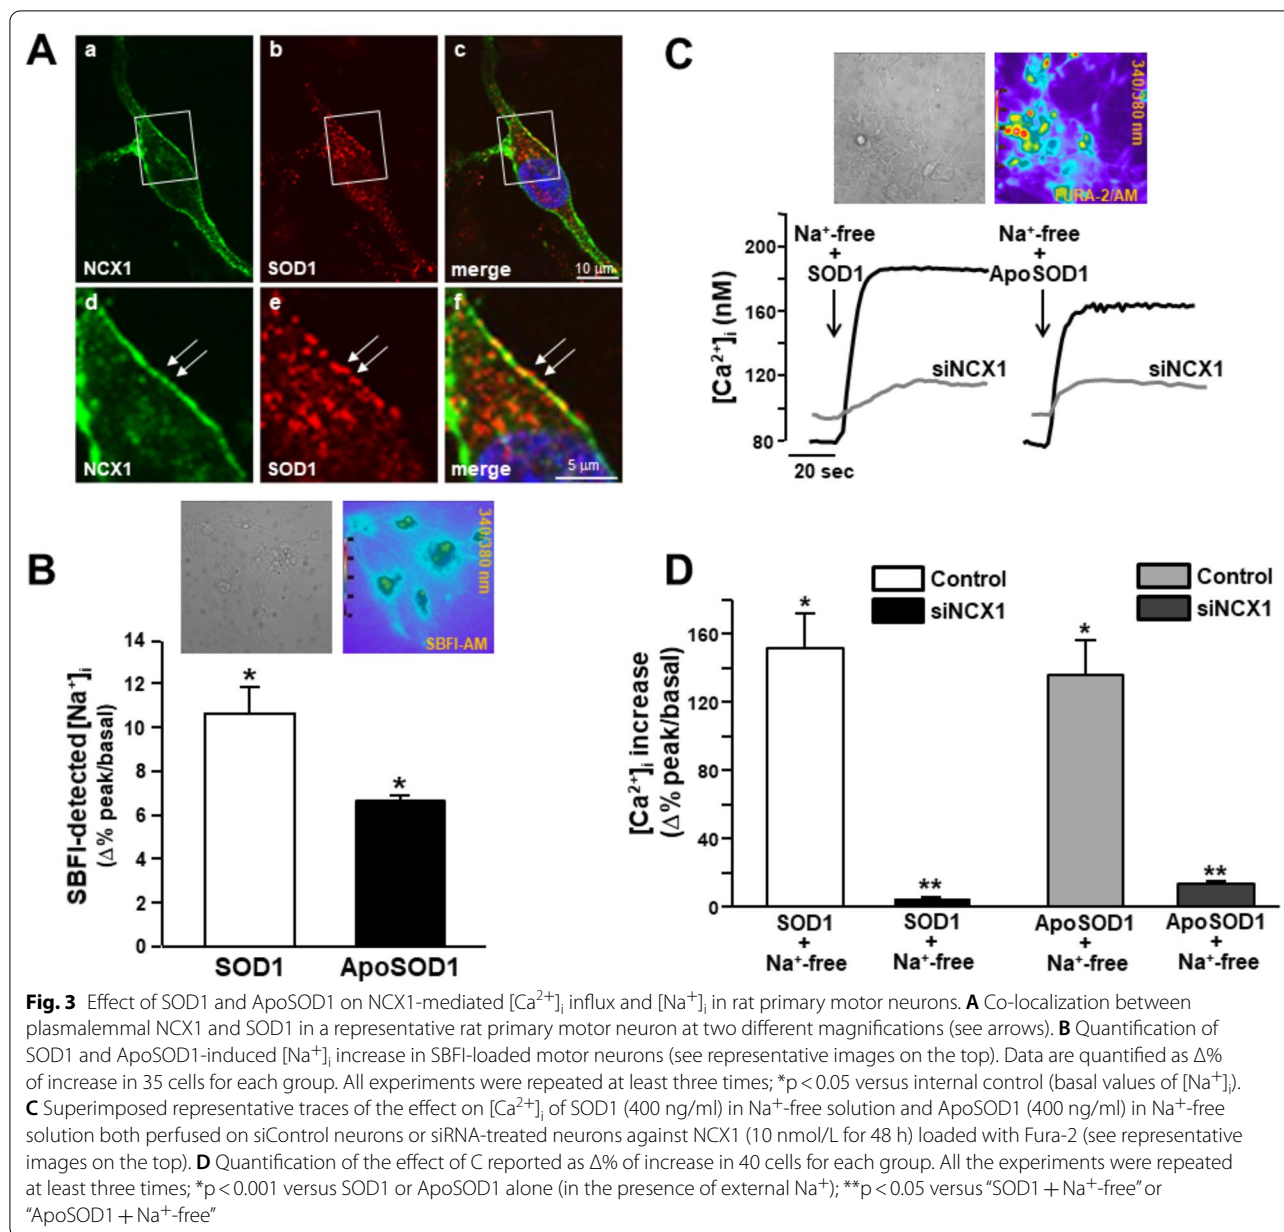 A
a
b
c
NCX1
SOD1
merge
10 µm
d
e
f
NCX1
SOD1
merge
5 µm
B
340/380 nm
SBFI-AM
SBFI-detected [Na⁺]ᵢ
(Δ% peak/basal)
14
12
10
8
6
4
2
0
*
*
SOD1
ApoSOD1
C
340/380 nm
FURA-2/AM
[Ca²⁺]ᵢ (nM)
200
160
120
80
Na⁺-free
+
SOD1
Na⁺-free
+
ApoSOD1
siNCX1
siNCX1
20 sec
D
Control
siNCX1
Control
siNCX1
[Ca²⁺]ᵢ increase
(Δ% peak/basal)
160
120
80
40
0
*
**
*
**
SOD1
+
Na⁺-free
SOD1
+
Na⁺-free
ApoSOD1
+
Na⁺-free
ApoSOD1
+
Na⁺-free
Fig. 3 Effect of SOD1 and ApoSOD1 on NCX1-mediated [Ca²⁺]ᵢ influx and [Na⁺]ᵢ in rat primary motor neurons. A Co-localization between
plasmalemmal NCX1 and SOD1 in a representative rat primary motor neuron at two different magnifications (see arrows). B Quantification of
SOD1 and ApoSOD1-induced [Na⁺]ᵢ increase in SBFI-loaded motor neurons (see representative images on the top). Data are quantified as Δ%
of increase in 35 cells for each group. All experiments were repeated at least three times; *p < 0.05 versus internal control (basal values of [Na⁺]ᵢ).
C Superimposed representative traces of the effect on [Ca²⁺]ᵢ of SOD1 (400 ng/ml) in Na⁺-free solution and ApoSOD1 (400 ng/ml) in Na⁺-free
solution both perfused on siControl neurons or siRNA-treated neurons against NCX1 (10 nmol/L for 48 h) loaded with Fura-2 (see representative
images on the top). D Quantification of the effect of C reported as Δ% of increase in 40 cells for each group. All the experiments were repeated
at least three times; *p < 0.001 versus SOD1 or ApoSOD1 alone (in the presence of external Na⁺); **p < 0.05 versus “SOD1 + Na⁺-free” or
“ApoSOD1 + Na⁺-free”